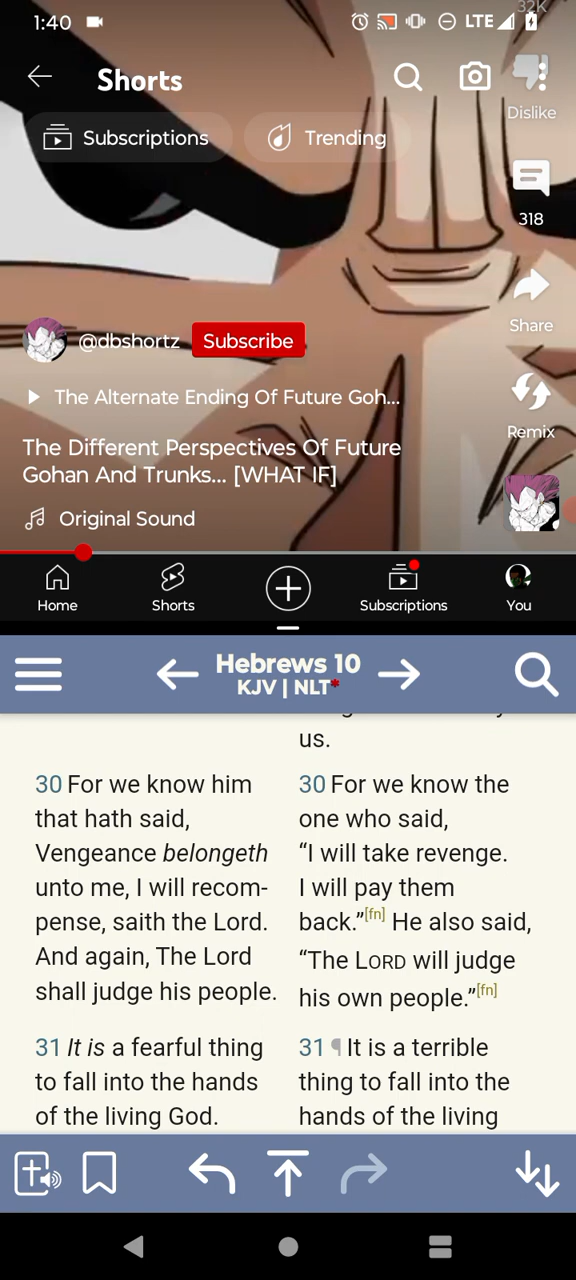 1:40
LTE
32K
Shorts
Dislike
Subscriptions
Trending
318
Share
@dbshortz
Subscribe
The Alternate Ending Of Future Goh...
Remix
The Different Perspectives Of Future
Gohan And Trunks... [WHAT IF]
Original Sound
Home
Shorts
Subscriptions
You
Hebrews 10
KJV | NLT*
us.
30 For we know him
that hath said,
Vengeance belongeth
unto me, I will recom-
pense, saith the Lord.
And again, The Lord
shall judge his people.
31 It is a fearful thing
to fall into the hands
of the living God.
30 For we know the
one who said,
“I will take revenge.
I will pay them
back.”[fn] He also said,
“The LORD will judge
his own people.”[fn]
31 ¶ It is a terrible
thing to fall into the
hands of the living